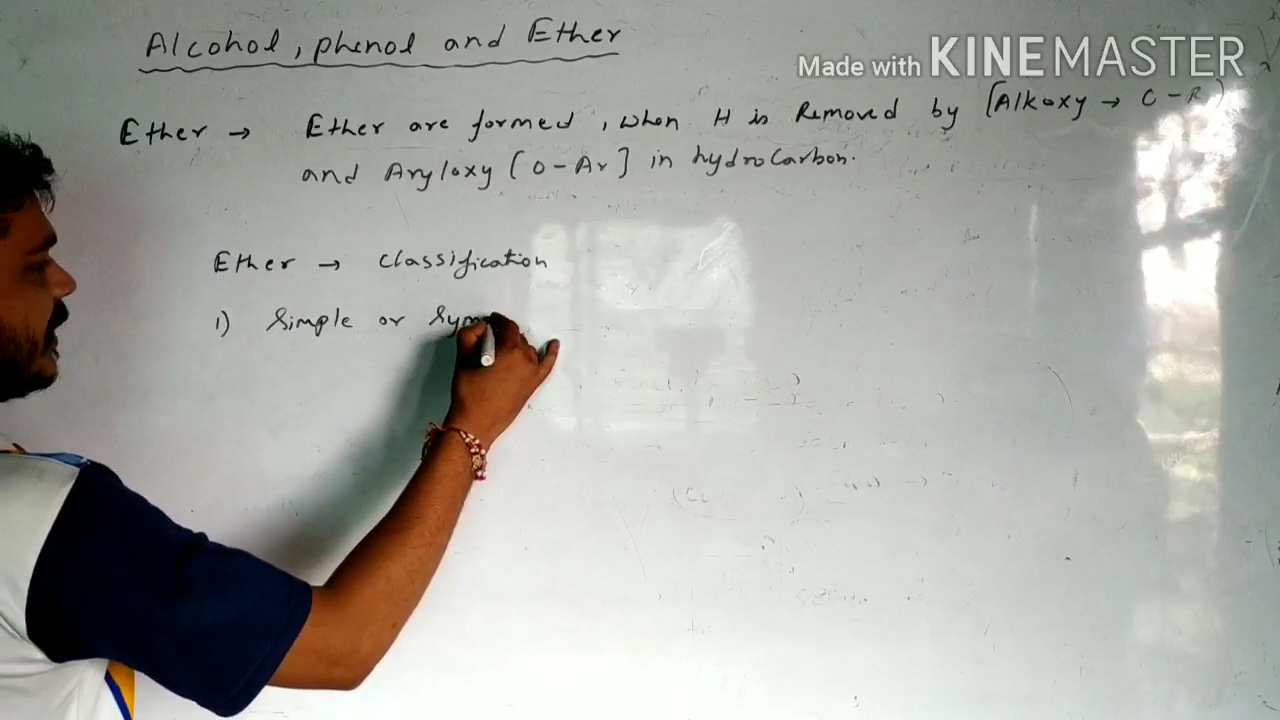 Alcohol, phenol and Ether
Made with KINEMASTER
Ether → Ether are formed, when H is Removed by [Alkoxy → O-R)
and Aryloxy [O-Ar] in hydrocarbon.
Ether → Classification
1) Simple or Sym